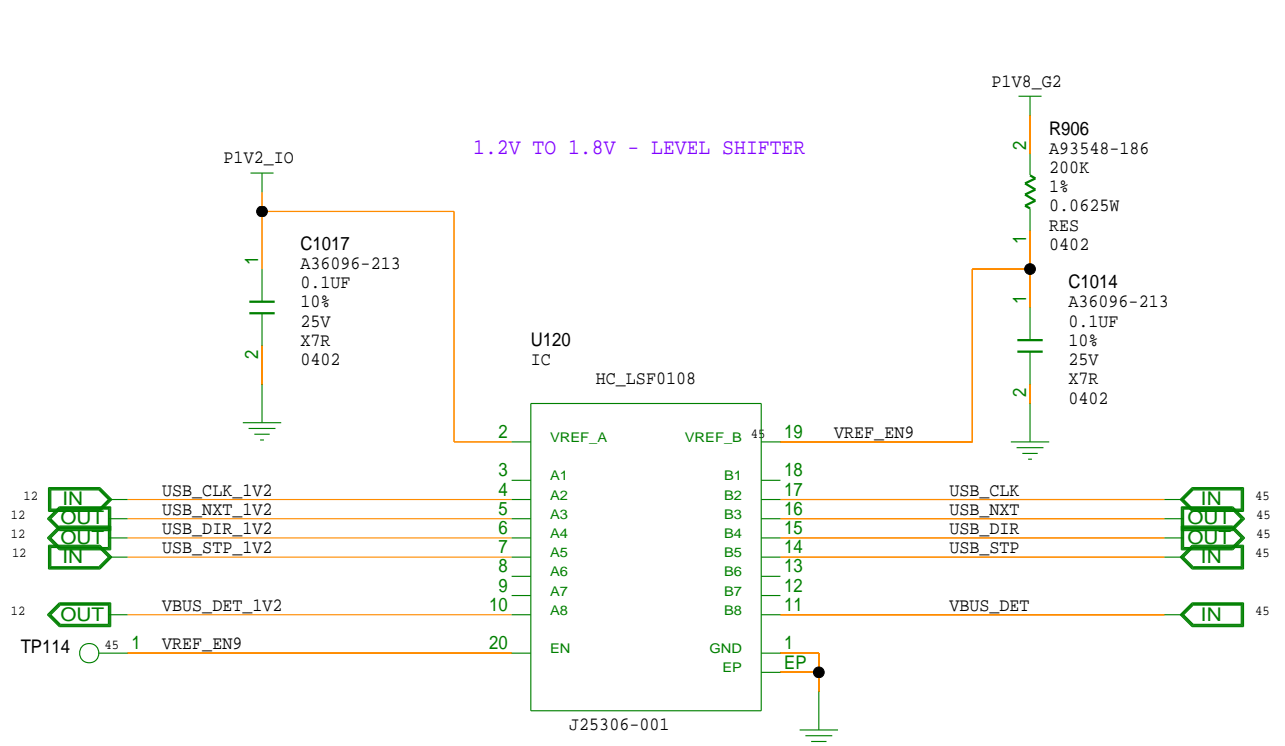 P1V8_G2
R906
A93548-186
200K
1%
0.0625W
RES
0402
2
1
1.2V TO 1.8V - LEVEL SHIFTER
P1V2_IO
C1017
A36096-213
0.1UF
10%
25V
X7R
0402
1
2
C1014
A36096-213
0.1UF
10%
25V
X7R
0402
1
2
U120
IC
HC_LSF0108
2 VREF_A VREF_B 45 19 VREF_EN9
3 A1 B1 18
12 IN USB_CLK_1V2 4 A2 B2 17 USB_CLK IN 45
12 OUT USB_NXT_1V2 5 A3 B3 16 USB_NXT OUT 45
12 OUT USB_DIR_1V2 6 A4 B4 15 USB_DIR OUT 45
12 IN USB_STP_1V2 7 A5 B5 14 USB_STP IN 45
8 A6 B6 13
9 A7 B7 12
12 OUT VBUS_DET_1V2 10 A8 B8 11 VBUS_DET IN 45
TP114 45 1 VREF_EN9 20 EN GND 1
EP EP
J25306-001